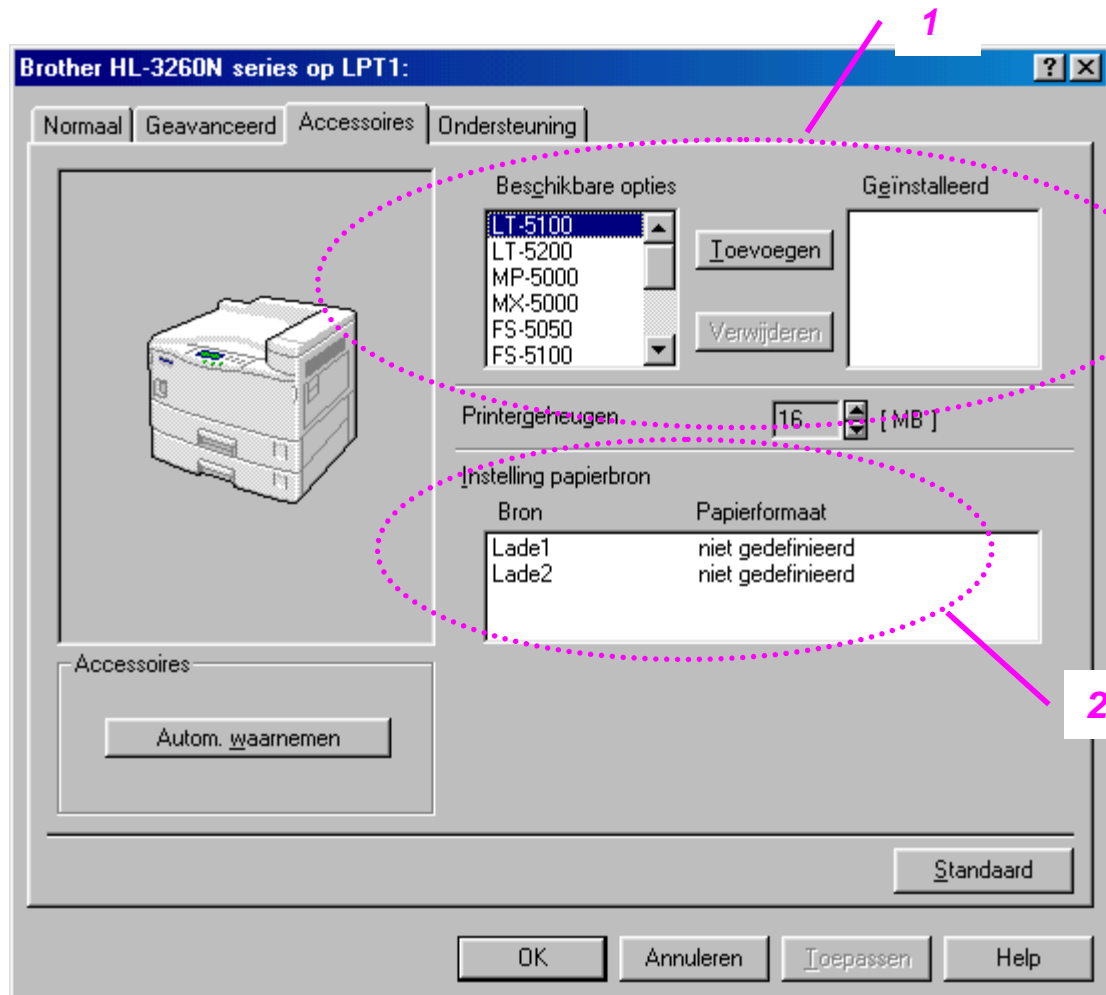 1
Brother HL-3260N series op LPT1:
Normaal Geavanceerd Accessoires Ondersteuning
Beschikbare opties Geïnstalleerd
LT-5100
LT-5200
MP-5000
MX-5000
FS-5050
FS-5100
Toevoegen
Verwijderen
Printergeheugen 16 [ MB ]
Instelling papierbron
Bron Papierformaat
Lade1 niet gedefinieerd
Lade2 niet gedefinieerd
2
Accessoires
Autom. waarnemen
Standaard
OK Annuleren Toepassen Help